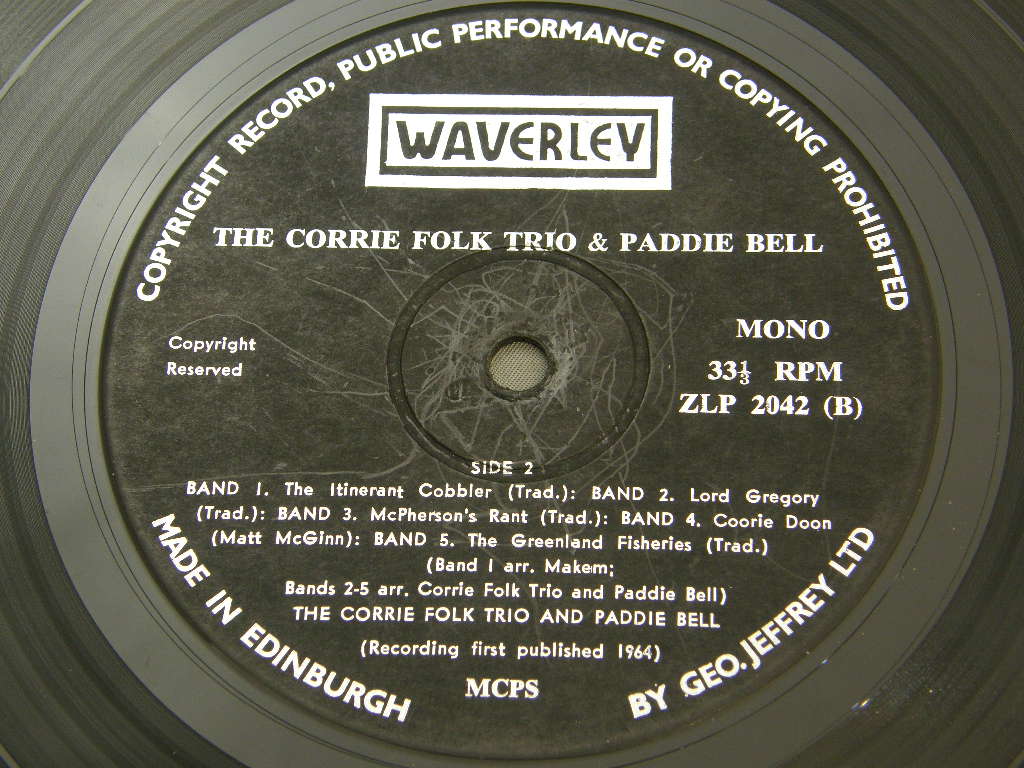 COPYRIGHT RECORD, PUBLIC PERFORMANCE OR COPYING PROHIBITED
WAVERLEY
THE CORRIE FOLK TRIO & PADDIE BELL
Copyright
Reserved
MONO
33⅓ RPM
ZLP 2042 (B)
SIDE 2
BAND 1. The Itinerant Cobbler (Trad.): BAND 2. Lord Gregory
(Trad.): BAND 3. McPherson's Rant (Trad.): BAND 4. Coorie Doon
(Matt McGinn): BAND 5. The Greenland Fisheries (Trad.)
(Band 1 arr. Makem;
Bands 2-5 arr. Corrie Folk Trio and Paddie Bell)
THE CORRIE FOLK TRIO AND PADDIE BELL
(Recording first published 1964)
MCPS
MADE IN EDINBURGH
BY GEO. JEFFREY LTD